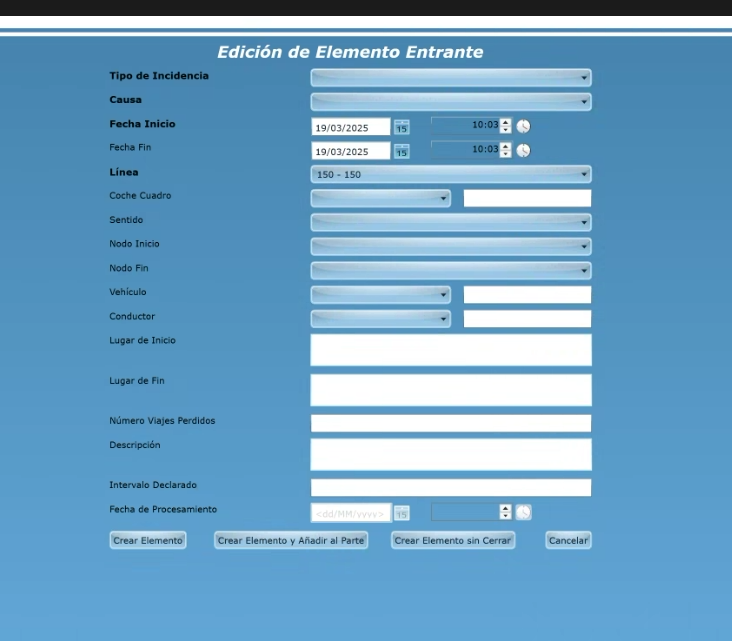 Edición de Elemento Entrante
Tipo de Incidencia
Causa
Fecha Inicio 19/03/2025 15 10:03
Fecha Fin 19/03/2025 15 10:03
Línea 150 - 150
Coche Cuadro
Sentido
Nodo Inicio
Nodo Fin
Vehículo
Conductor
Lugar de Inicio
Lugar de Fin
Número Viajes Perdidos
Descripción
Intervalo Declarado
Fecha de Procesamiento <dd/MM/yyyy> 15
Crear Elemento Crear Elemento y Añadir al Parte Crear Elemento sin Cerrar Cancelar